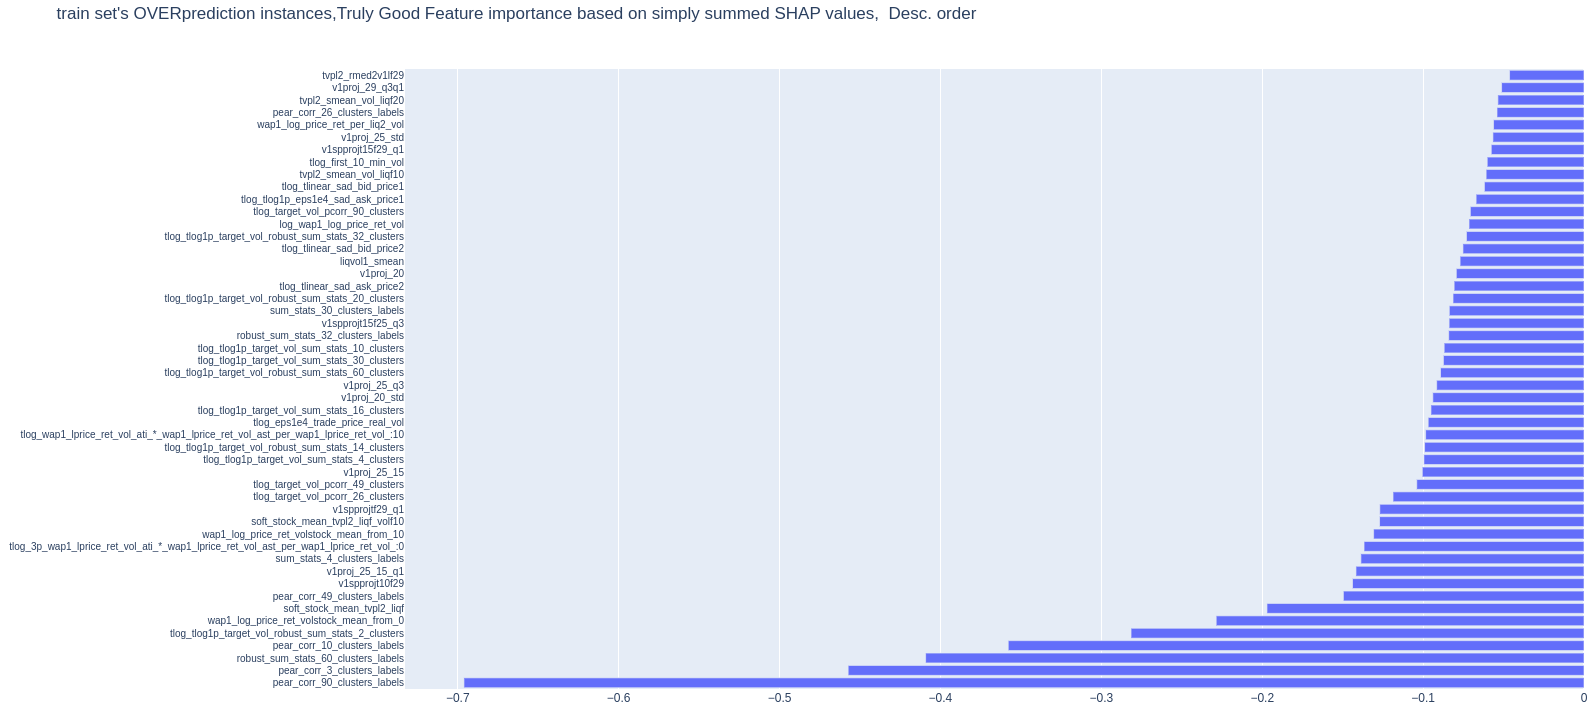 train set's OVERprediction instances,Truly Good Feature importance based on simply summed SHAP values,  Desc. order
tvpl2_rmed2v1lf29
v1proj_29_q3q1
tvpl2_smean_vol_liqf20
pear_corr_26_clusters_labels
wap1_log_price_ret_per_liq2_vol
v1proj_25_std
v1spprojt15f29_q1
tlog_first_10_min_vol
tvpl2_smean_vol_liqf10
tlog_tlinear_sad_bid_price1
tlog_tlog1p_eps1e4_sad_ask_price1
tlog_target_vol_pcorr_90_clusters
log_wap1_log_price_ret_vol
tlog_tlog1p_target_vol_robust_sum_stats_32_clusters
tlog_tlinear_sad_bid_price2
liqvol1_smean
v1proj_20
tlog_tlinear_sad_ask_price2
tlog_tlog1p_target_vol_robust_sum_stats_20_clusters
sum_stats_30_clusters_labels
v1spprojt15f25_q3
robust_sum_stats_32_clusters_labels
tlog_tlog1p_target_vol_sum_stats_10_clusters
tlog_tlog1p_target_vol_sum_stats_30_clusters
tlog_tlog1p_target_vol_robust_sum_stats_60_clusters
v1proj_25_q3
v1proj_20_std
tlog_tlog1p_target_vol_sum_stats_16_clusters
tlog_eps1e4_trade_price_real_vol
tlog_wap1_lprice_ret_vol_ati_*_wap1_lprice_ret_vol_ast_per_wap1_lprice_ret_vol_:10
tlog_tlog1p_target_vol_robust_sum_stats_14_clusters
tlog_tlog1p_target_vol_sum_stats_4_clusters
v1proj_25_15
tlog_target_vol_pcorr_49_clusters
tlog_target_vol_pcorr_26_clusters
v1spprojtf29_q1
soft_stock_mean_tvpl2_liqf_volf10
wap1_log_price_ret_volstock_mean_from_10
tlog_3p_wap1_lprice_ret_vol_ati_*_wap1_lprice_ret_vol_ast_per_wap1_lprice_ret_vol_:0
sum_stats_4_clusters_labels
v1proj_25_15_q1
v1spprojt10f29
pear_corr_49_clusters_labels
soft_stock_mean_tvpl2_liqf
wap1_log_price_ret_volstock_mean_from_0
tlog_tlog1p_target_vol_robust_sum_stats_2_clusters
pear_corr_10_clusters_labels
robust_sum_stats_60_clusters_labels
pear_corr_3_clusters_labels
pear_corr_90_clusters_labels
−0.7 −0.6 −0.5 −0.4 −0.3 −0.2 −0.1 0